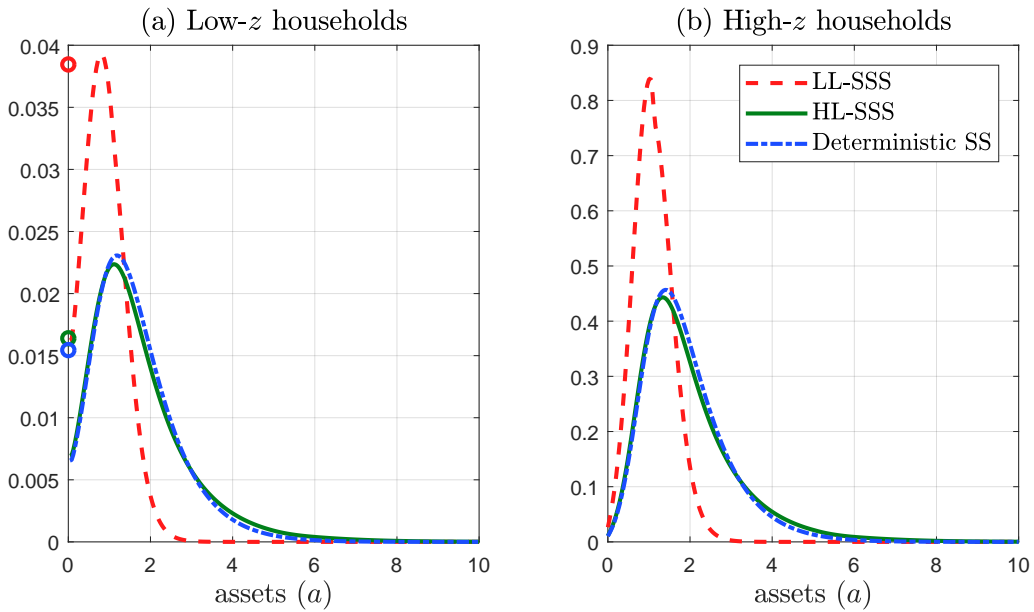 (a) Low-z households
0.04
0.035
0.03
0.025
0.02
0.015
0.01
0.005
0
0 2 4 6 8 10
assets (a)
(b) High-z households
0.9
0.8
0.7
0.6
0.5
0.4
0.3
0.2
0.1
0
0 2 4 6 8 10
assets (a)
LL-SSS
HL-SSS
Deterministic SS